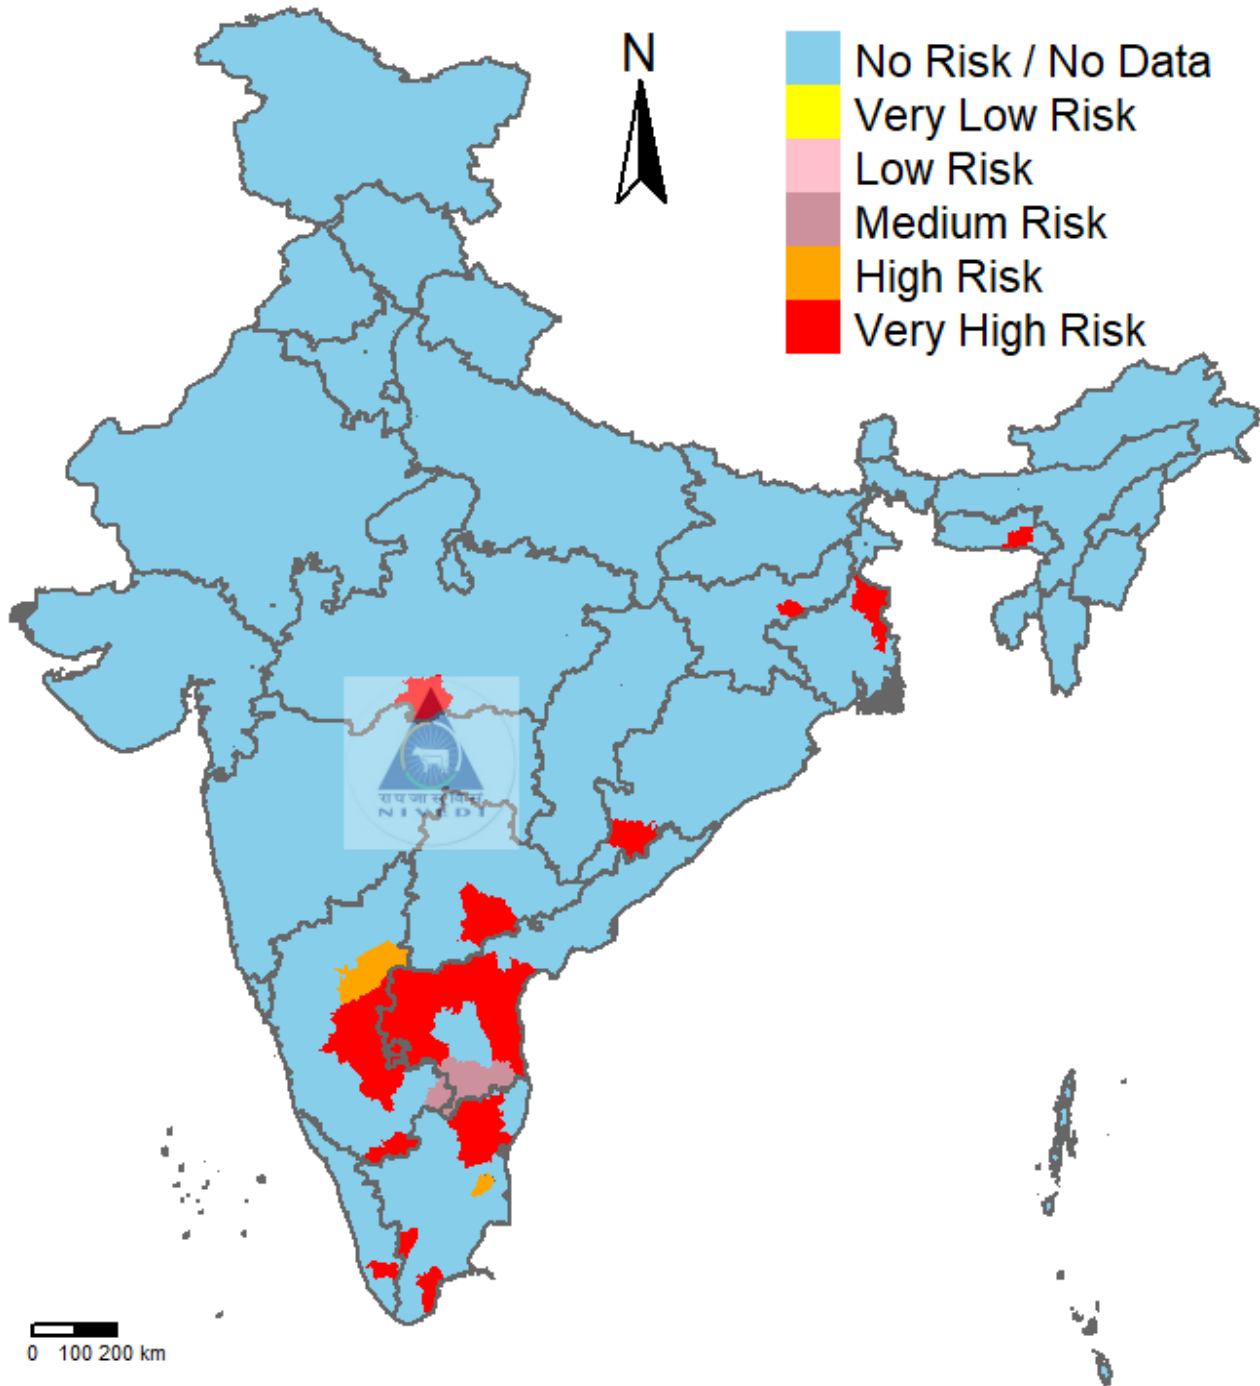 N
No Risk / No Data
Very Low Risk
Low Risk
Medium Risk
High Risk
Very High Risk
NIVEDI
0 100 200 km